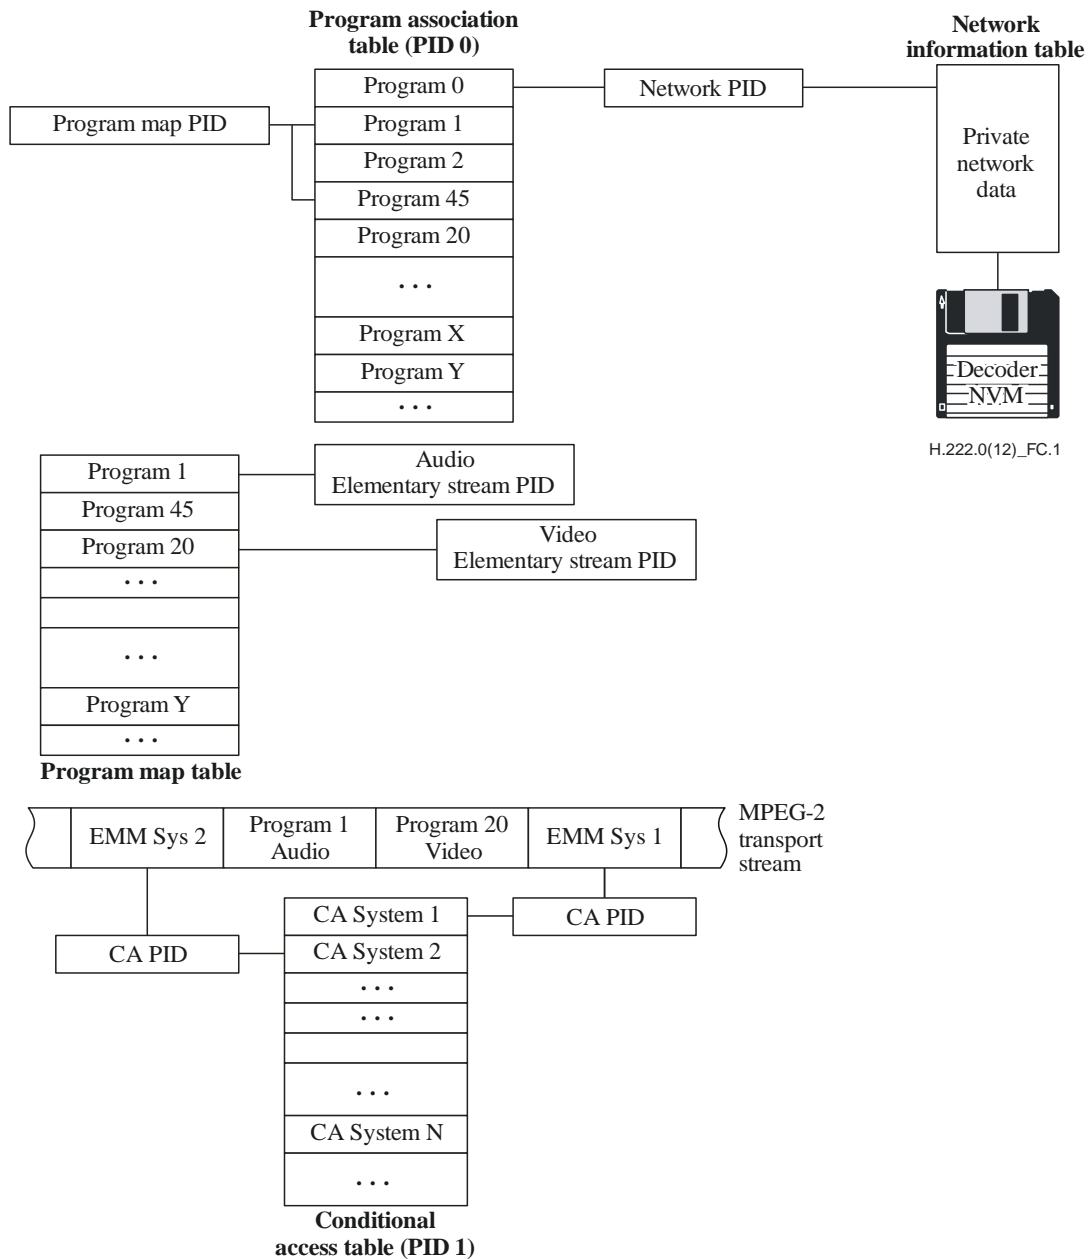 Program association
table (PID 0)
Network
information table
Program 0
Network PID
Program map PID
Program 1
Program 2
Program 45
Program 20
. . .
Program X
Program Y
. . .
Private
network
data
Decoder
NVM
H.222.0(12)_FC.1
Program 1
Audio
Elementary stream PID
Program 45
Program 20
Video
Elementary stream PID
. . .
. . .
Program Y
. . .
Program map table
EMM Sys 2
Program 1
Audio
Program 20
Video
EMM Sys 1
MPEG-2
transport
stream
CA System 1
CA PID
CA PID
CA System 2
. . .
. . .
. . .
CA System N
. . .
Conditional
access table (PID 1)